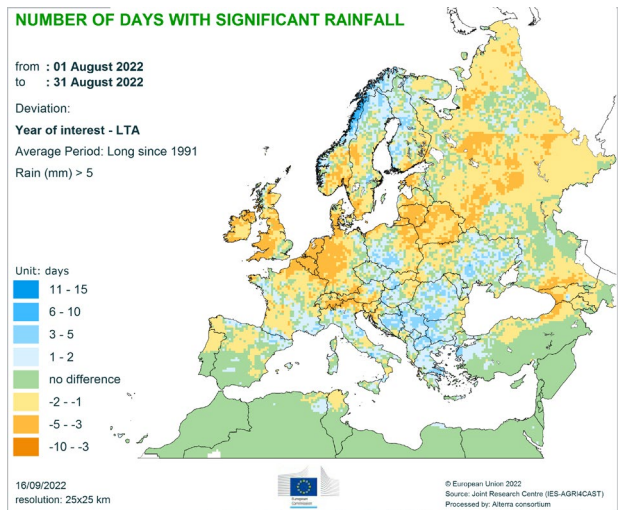 NUMBER OF DAYS WITH SIGNIFICANT RAINFALL
from : 01 August 2022
to : 31 August 2022
Deviation:
Year of interest - LTA
Average Period: Long since 1991
Rain (mm) > 5
Unit: days
11 - 15
6 - 10
3 - 5
1 - 2
no difference
-2 - -1
-5 - -3
-10 - -3
16/09/2022
resolution: 25x25 km
European
Commission
© European Union 2022
Source: Joint Research Centre (IES-AGRI4CAST)
Processed by: Alterra consortium